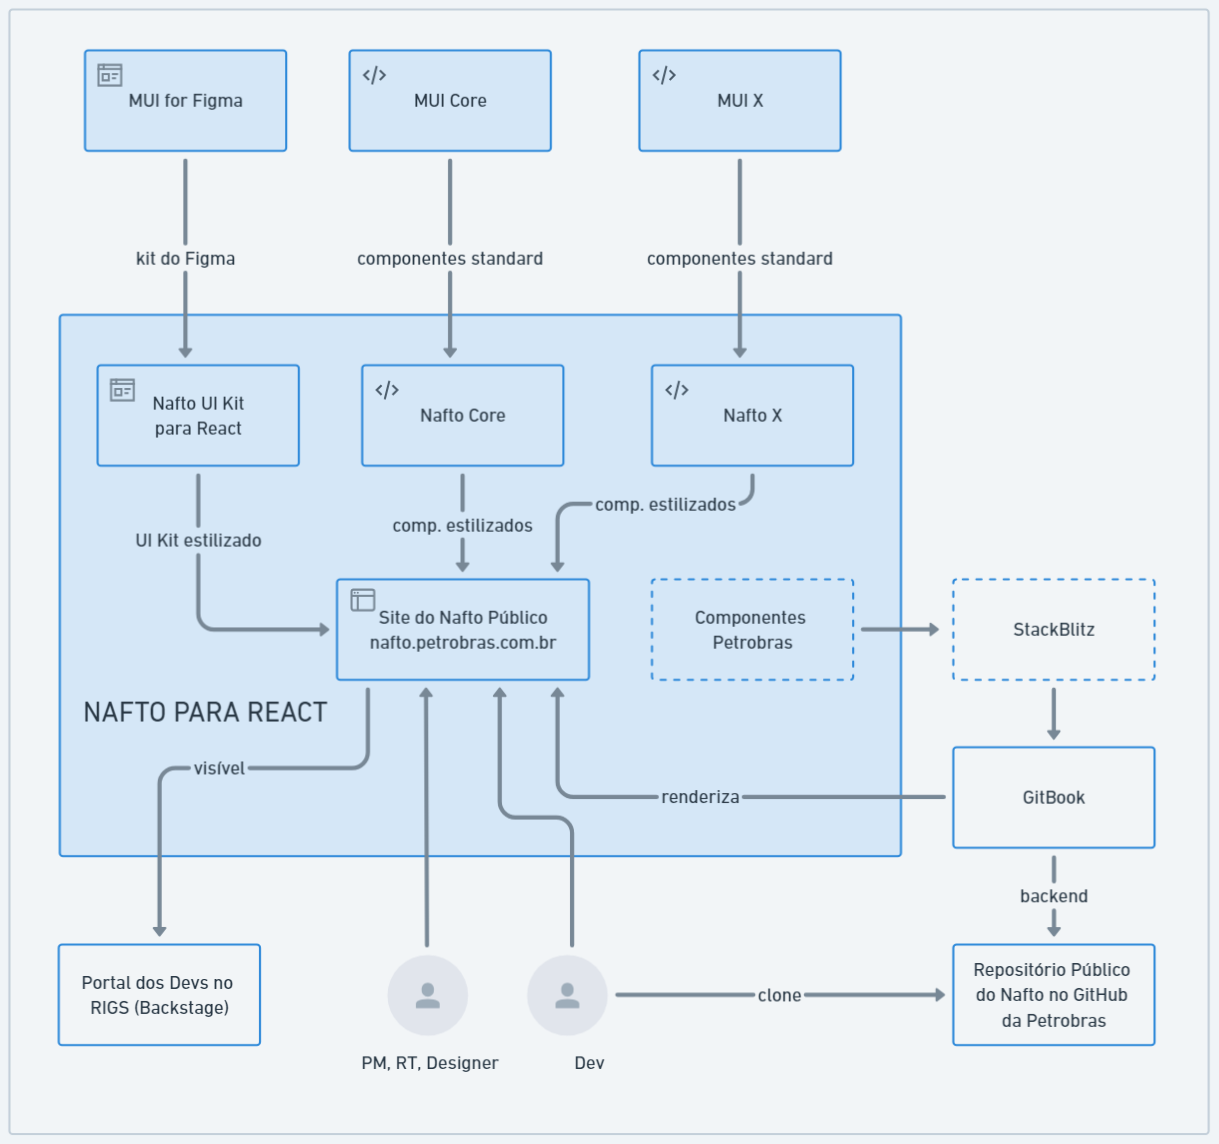 MUI for Figma
MUI Core
MUI X
kit do Figma
componentes standard
componentes standard
Nafto UI Kit
para React
Nafto Core
Nafto X
comp. estilizados
comp. estilizados
UI Kit estilizado
Site do Nafto Público
nafto.petrobras.com.br
Componentes
Petrobras
StackBlitz
NAFTO PARA REACT
visível
renderiza
GitBook
backend
Portal dos Devs no
RIGS (Backstage)
Repositório Público
do Nafto no GitHub
da Petrobras
clone
PM, RT, Designer
Dev